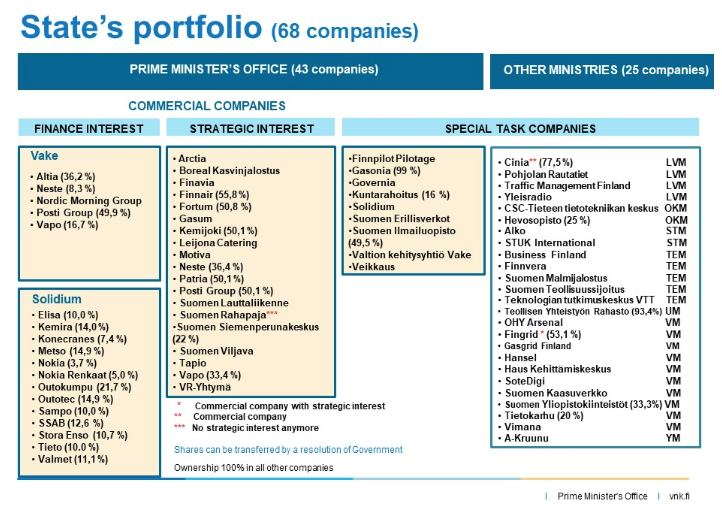 State's portfolio (68 companies)
PRIME MINISTER'S OFFICE (43 companies)
OTHER MINISTRIES (25 companies)
COMMERCIAL COMPANIES
FINANCE INTEREST
STRATEGIC INTEREST
SPECIAL TASK COMPANIES
Vake
• Altia (36,2 %)
• Neste (8,3 %)
• Nordic Morning Group
• Posti Group (49,9 %)
• Vapo (16,7 %)
Solidium
• Elisa (10,0 %)
• Kemira (14,0%)
• Konecranes (7,4 %)
• Metso (14,9 %)
• Nokia (3,7 %)
• Nokia Renkaat (5,0 %)
• Outokumpu (21,7 %)
• Outotec (14,9 %)
• Sampo (10,0 %)
• SSAB (12,6 %)
• Stora Enso (10,7 %)
• Tieto (10.0 %)
• Valmet (11,1%)
• Arctia
• Boreal Kasvinjalostus
• Finavia
• Finnair (55,8 %)
• Fortum (50,8 %)
• Gasum
• Kemijoki (50,1 %)
• Leijona Catering
• Motiva
• Neste (36,4 %)
• Patria (50,1%)
• Posti Group (50,1 %)
• Suomen Lauttaliikenne
• Suomen Rahapaja***
•Suomen Siemenperunakeskus
(22 %)
• Suomen Viljava
• Tapio
• Vapo (33,4 %)
• VR-Yhtymä
* Commercial company with strategic interest
** Commercial company
*** No strategic interest anymore
Shares can be transferred by a resolution of Government
Ownership 100% in all other companies
•Finnpilot Pilotage
•Gasonia (99 %)
•Governia
•Kuntarahoitus (16 %)
•Solidium
•Suomen Erillisverkot
•Suomen Ilmailuopisto
(49,5 %)
•Valtion kehitysyhtiö Vake
•Veikkaus
• Cinia** (77,5%) LVM
• Pohjolan Rautatiet LVM
• Traffic Management Finland LVM
• Yleisradio LVM
• CSC-Tieteen tietotekniikan keskus OKM
• Hevosopisto (25 %) OKM
• Alko STM
• STUK International STM
• Business Finland TEM
• Finnvera TEM
• Suomen Malmijalostus TEM
• Suomen Teollisuussijoitus TEM
• Teknologian tutkimuskeskus VTT TEM
• Teollisen Yhteistyön Rahasto (93,4%) UM
• OHY Arsenal VM
• Fingrid * (53,1 %) VM
• Gasgrid Finland VM
• Hansel VM
• Haus Kehittämiskeskus VM
• SoteDigi VM
• Suomen Kaasuverkko VM
• Suomen Yliopistokiinteistöt (33,3%) VM
• Tietokarhu (20 %) VM
• Vimana VM
• A-Kruunu YM
I Prime Minister's Office I vnk.fi